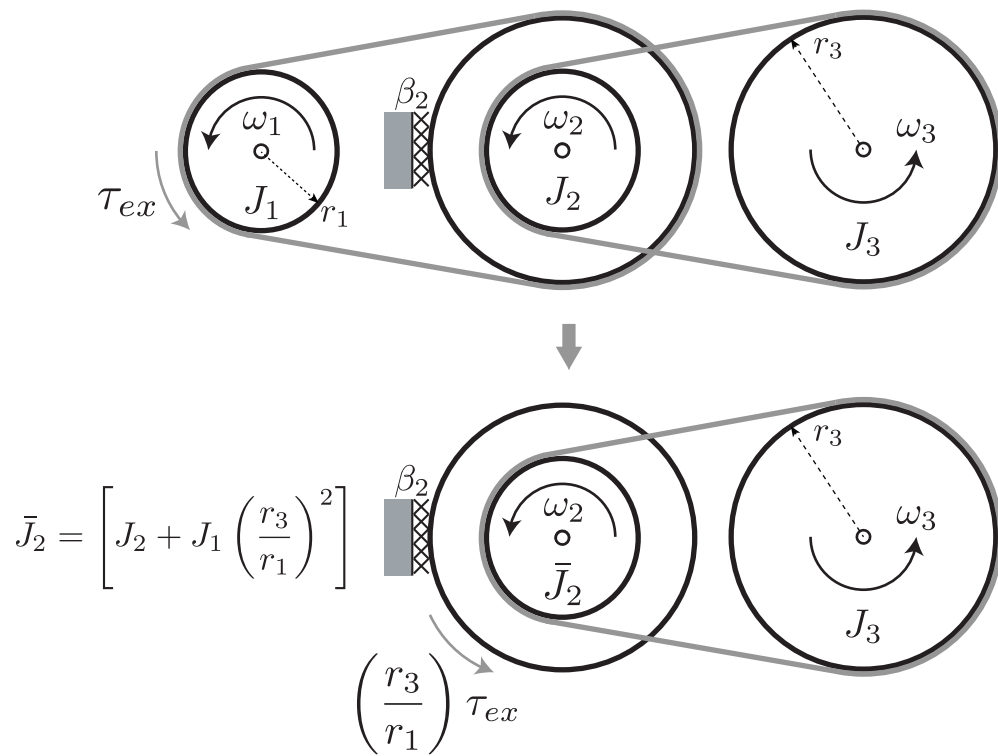 r₃
β₂
ω₁ ω₂ ω₃
J₁ r₁ J₂ J₃
τₑₓ
r₃
β₂
ω₂ ω₃
J̄₂ = [J₂ + J₁ (r₃/r₁)²]
J̄₂ J₃
(r₃/r₁) τₑₓ